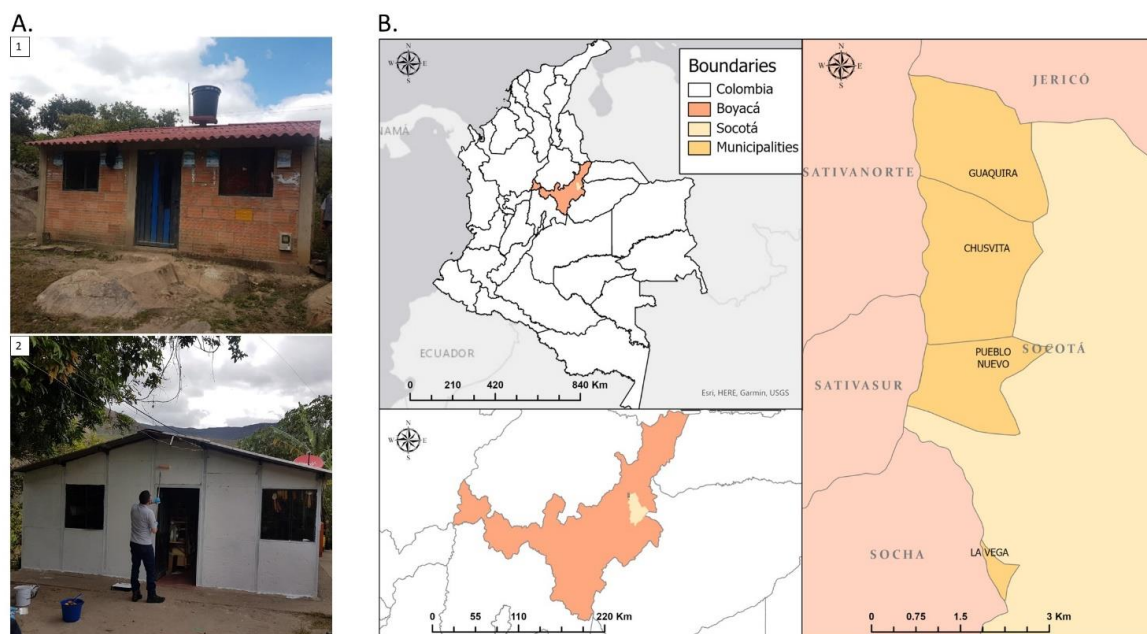 A.
1
2
B.
N
W
E
S
NAMÁ
ECUADOR
Boundaries
Colombia
Boyacá
Socotá
Municipalities
0 210 420 840 Km
Esri, HERE, Garmin, USGS
N
W
E
S
0 55 110 220 Km
N
W
E
S
JERICÓ
SATIVANORTE
GUAQUIRA
CHUSVITA
PUEBLO
NUEVO
SOCOTÁ
SATIVASUR
SOCHA
LA VEGA
0 0.75 1.5 3 Km